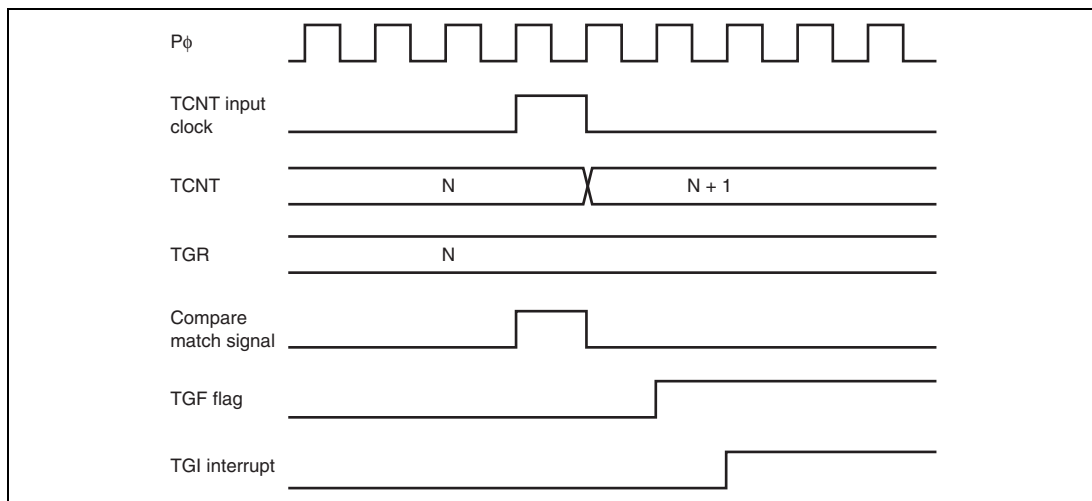 Pϕ
TCNT input
clock
TCNT
N
N + 1
TGR
N
Compare
match signal
TGF flag
TGI interrupt